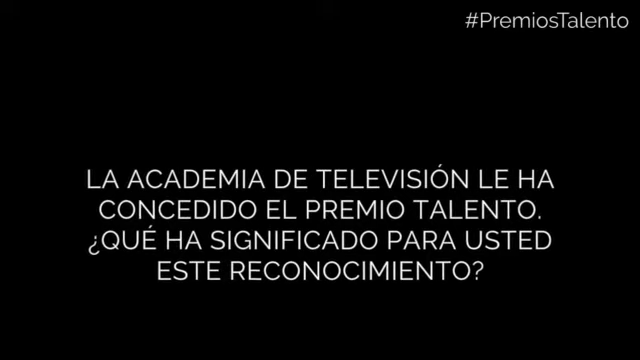 #PremiosTalento
LA ACADEMIA DE TELEVISIÓN LE HA
CONCEDIDO EL PREMIO TALENTO.
¿QUÉ HA SIGNIFICADO PARA USTED
ESTE RECONOCIMIENTO?